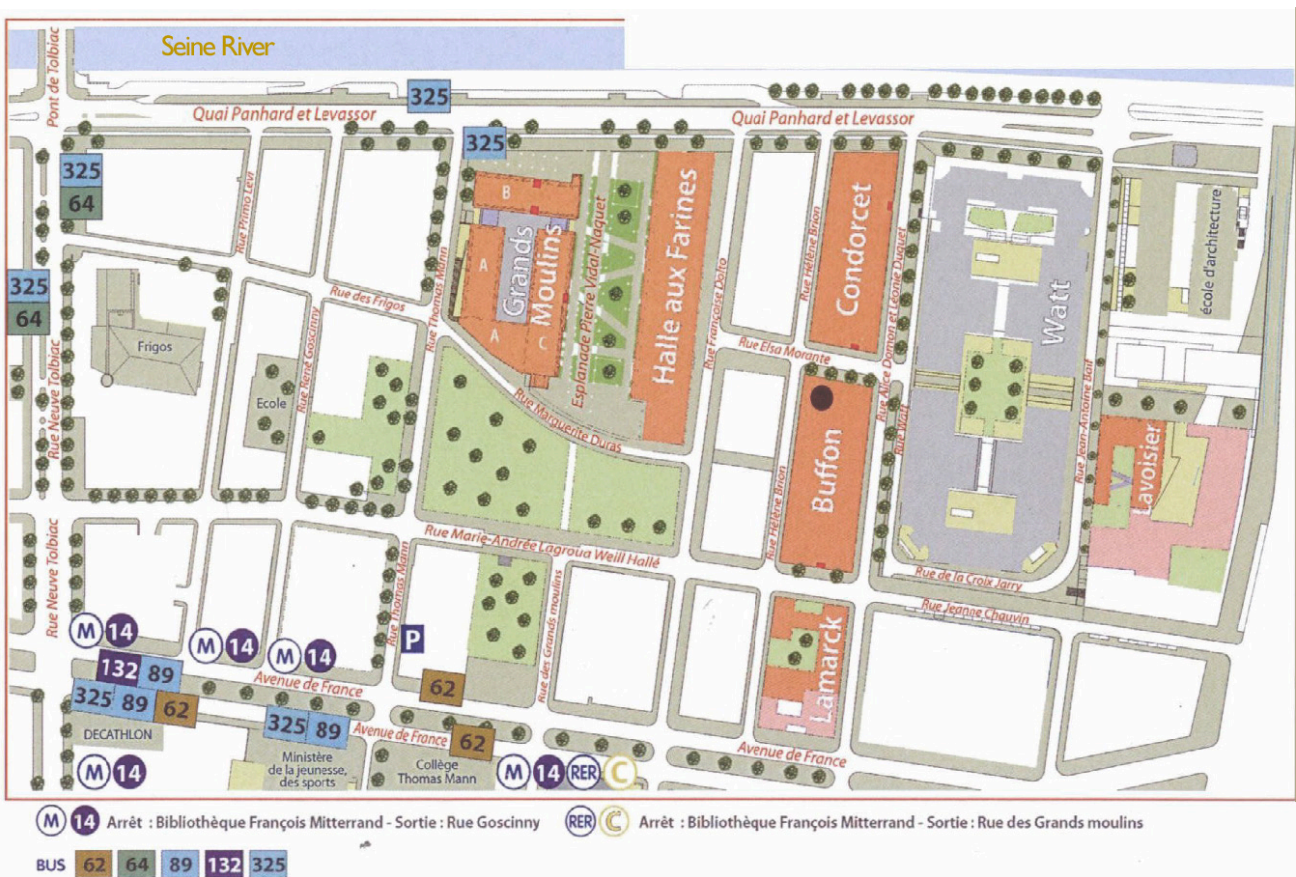 Seine River
Pont de Tolbiac
325
Quai Panhard et Levassor
Quai Panhard et Levassor
325
325
64
Rue Primo Levi
B
Grands
Moulins
A
A
C
Esplanade Pierre Vidal-Naquet
Halle aux Farines
Rue Françoise Dolto
Rue Hélène Brion
Condorcet
Rue Alice Domon et Léonie Duquet
Watt
école d'architecture
325
64
Rue des Frigos
Rue Thomas Mann
Rue Thomas Mann
Frigos
Rue Neuve Tolbiac
Ecole
Rue René Goscinny
Rue Marguerite Duras
Rue Elsa Morante
Buffon
Rue Hélène Brion
Rue Watt
Rue Jean-Antoine Baïf
Lavoisier
Rue Neuve Tolbiac
Rue Marie-Andrée Lagroua Weill Hallé
Rue de la Croix Jarry
Rue Jeanne Chauvin
Rue Thomas Mann
Rue des Grands moulins
Lamarck
M 14
M 14
M 14
P
132 89
325 89 62
Avenue de France
62
325 89
Avenue de France
62
Avenue de France
DECATHLON
M 14
Ministère
de la jeunesse,
des sports
Collège
Thomas Mann
M 14 RER C
M 14 Arrêt : Bibliothèque François Mitterrand - Sortie : Rue Goscinny
RER C Arrêt : Bibliothèque François Mitterrand - Sortie : Rue des Grands moulins
BUS 62 64 89 132 325